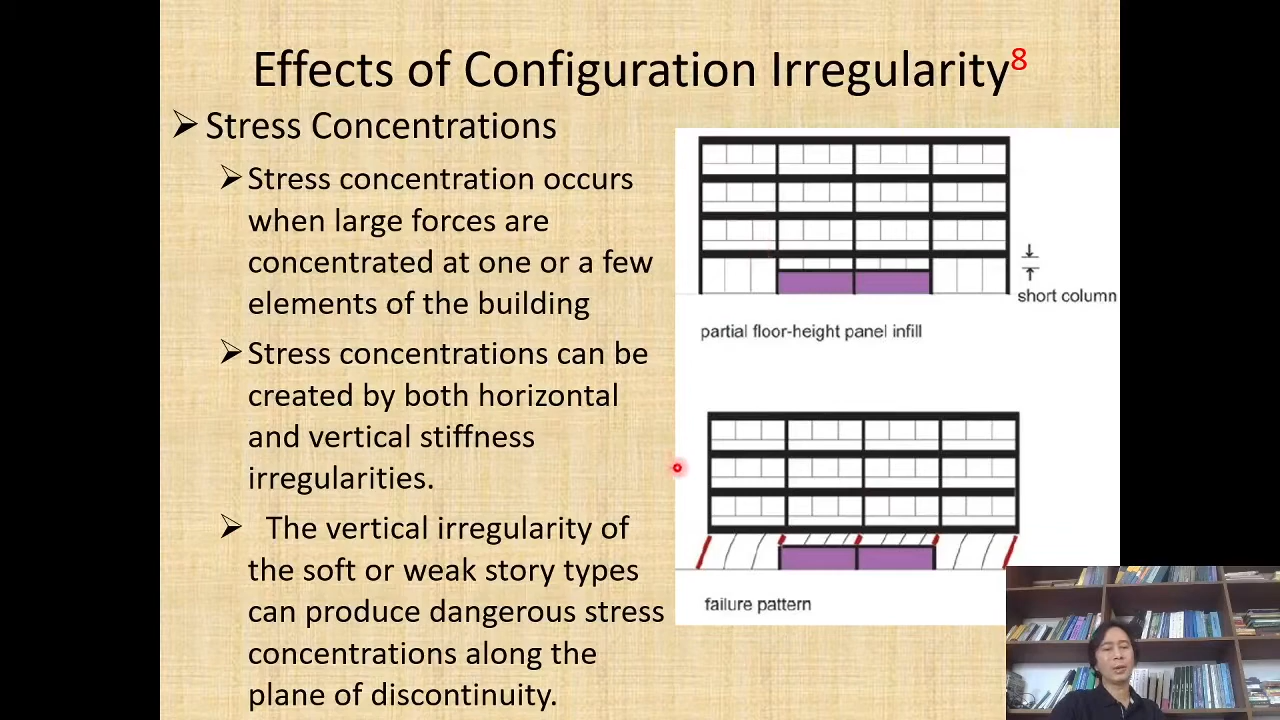 Effects of Configuration Irregularity8
Stress Concentrations
Stress concentration occurs
when large forces are
concentrated at one or a few
elements of the building
Stress concentrations can be
created by both horizontal
and vertical stiffness
irregularities.
The vertical irregularity of
the soft or weak story types
can produce dangerous stress
concentrations along the
plane of discontinuity.
short column
partial floor-height panel infill
failure pattern